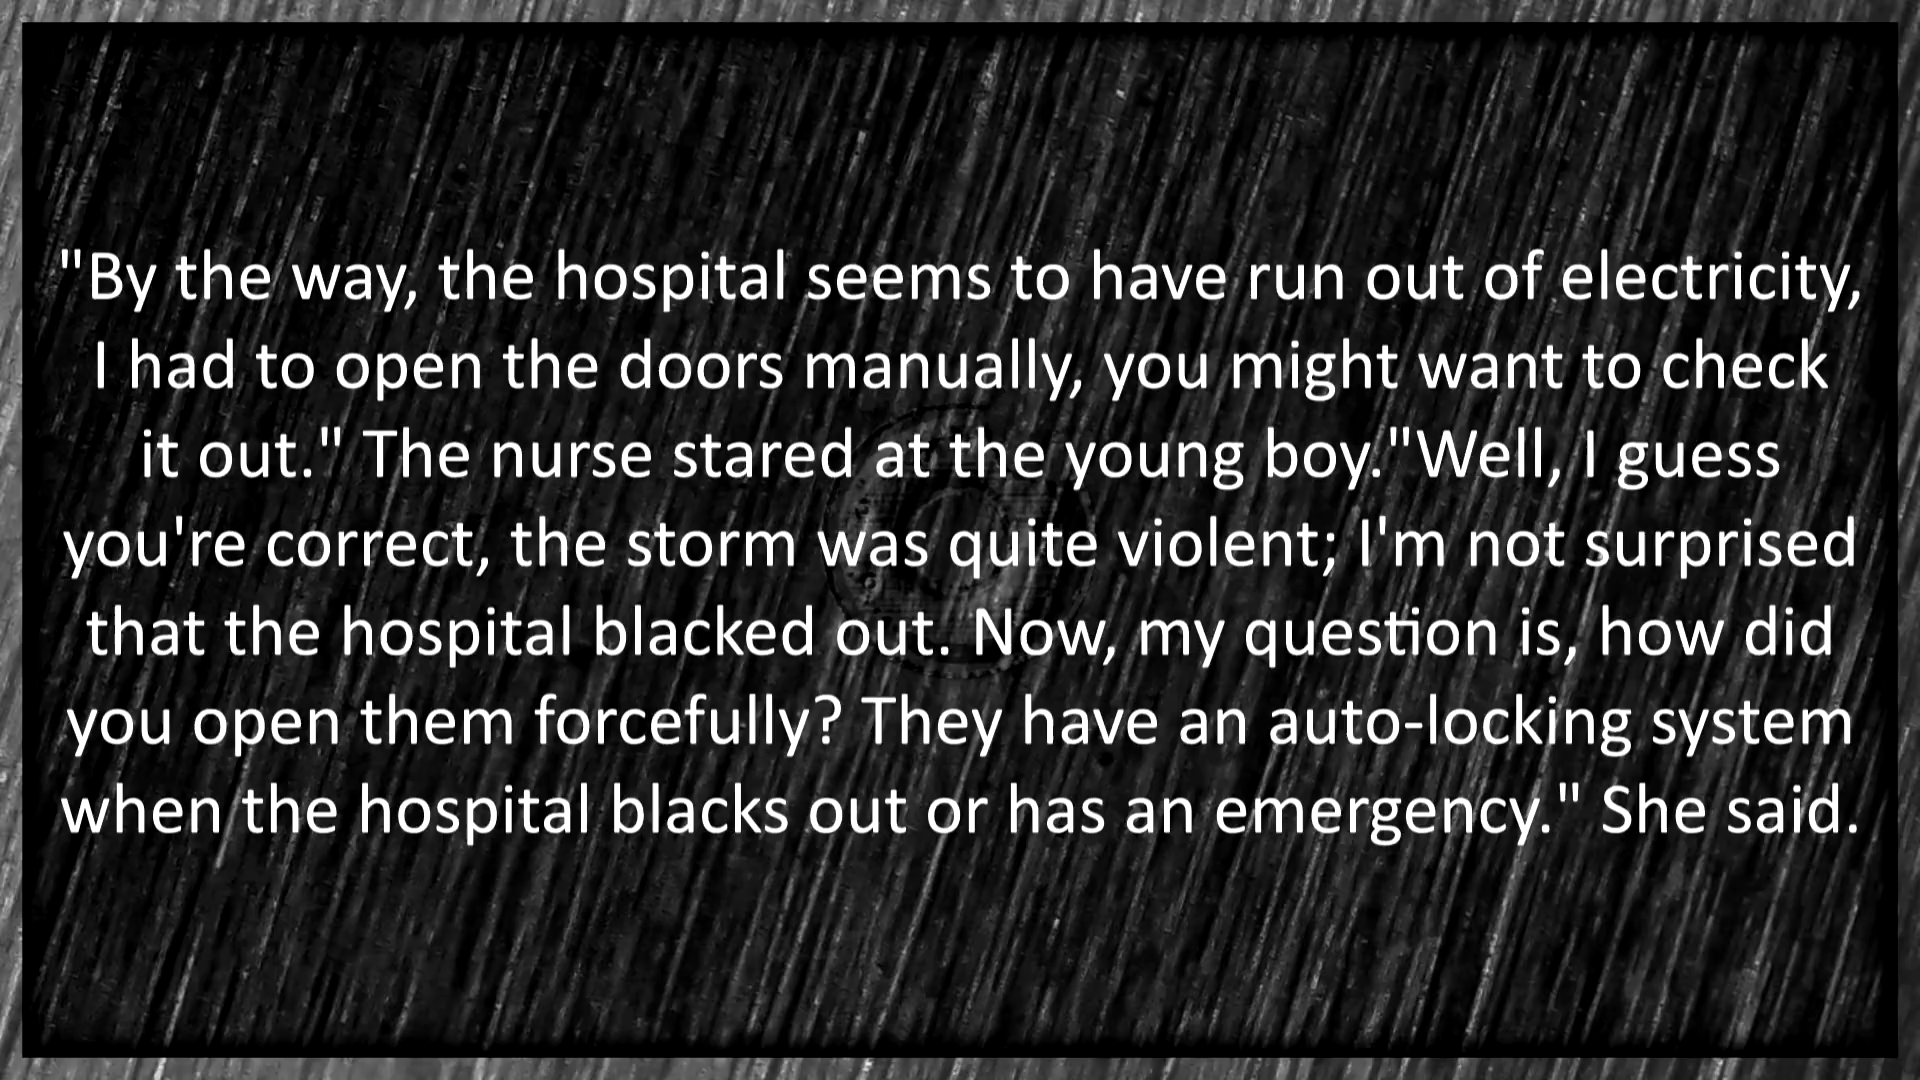 "By the way, the hospital seems to have run out of electricity,
I had to open the doors manually, you might want to check
it out." The nurse stared at the young boy."Well, I guess
you're correct, the storm was quite violent; I'm not surprised
that the hospital blacked out. Now, my question is, how did
you open them forcefully? They have an auto-locking system
when the hospital blacks out or has an emergency." She said.